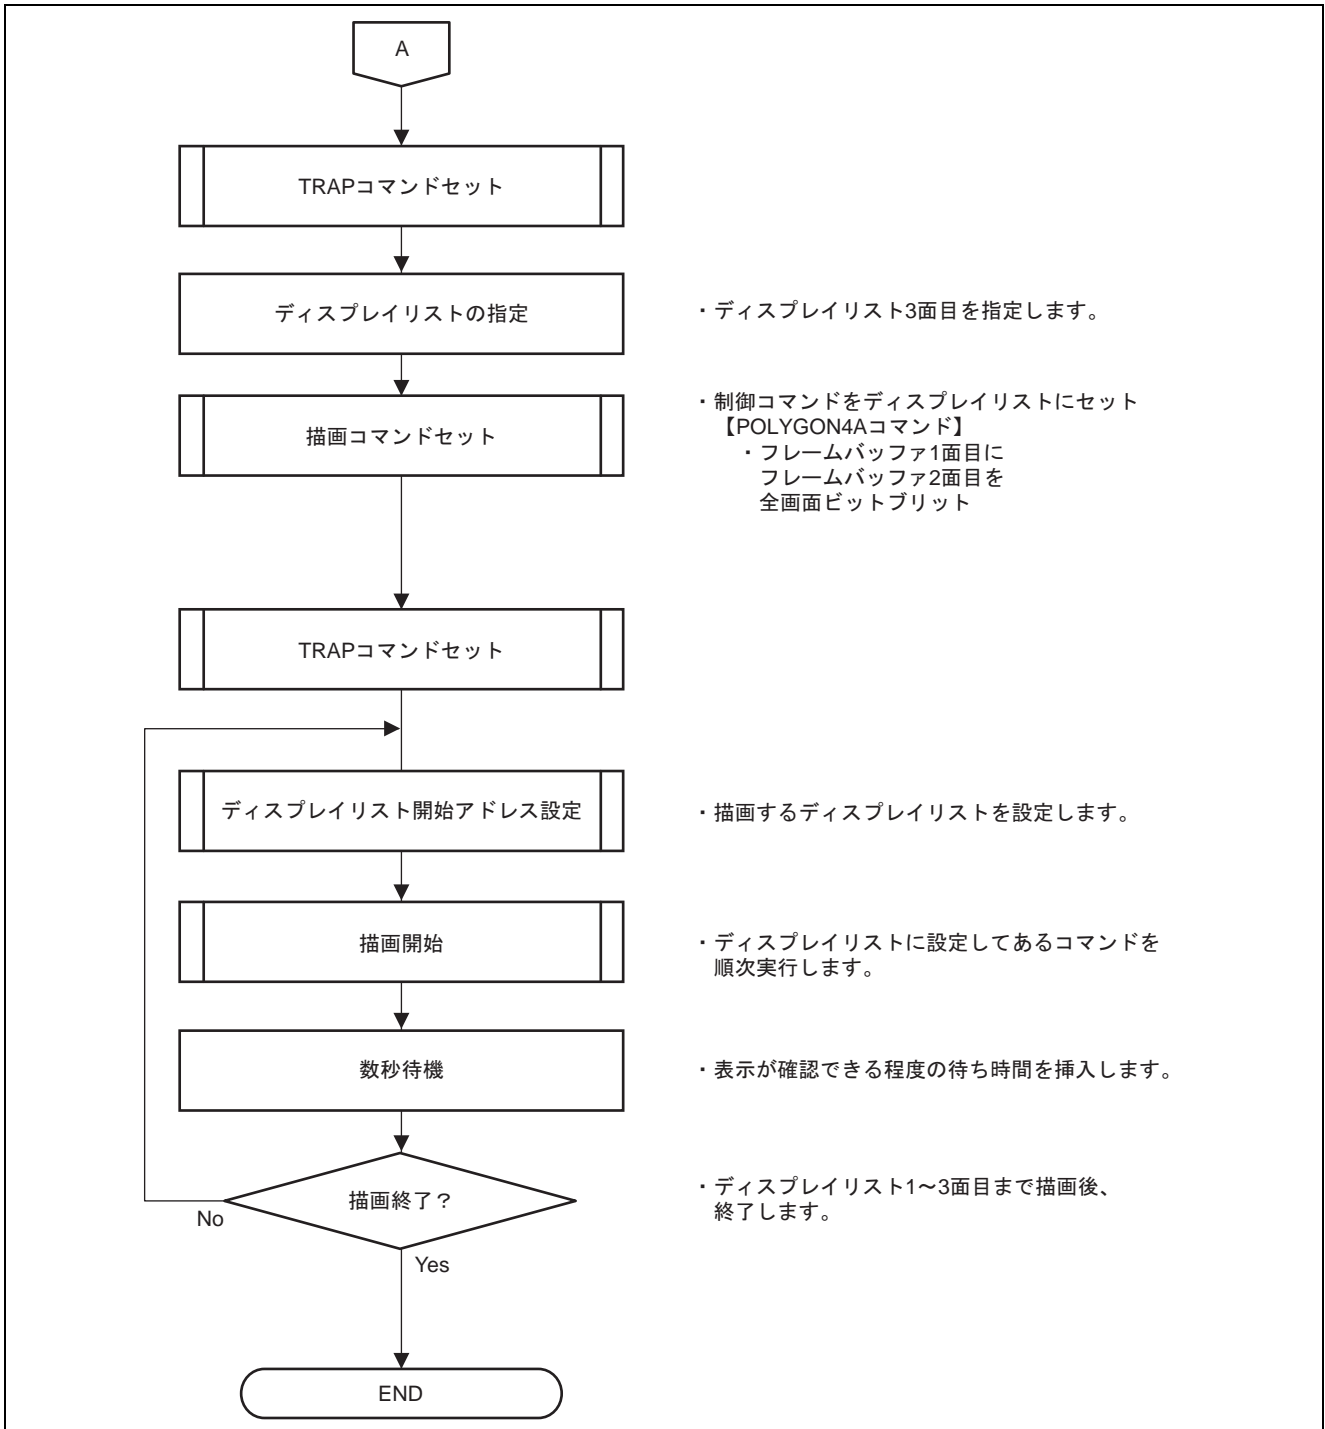 A
TRAPコマンドセット
ディスプレイリストの指定
・ディスプレイリスト3面目を指定します。
描画コマンドセット
・制御コマンドをディスプレイリストにセット
【POLYGON4Aコマンド】
・フレームバッファ1面目に
フレームバッファ2面目を
全画面ビットブリット
TRAPコマンドセット
ディスプレイリスト開始アドレス設定
・描画するディスプレイリストを設定します。
描画開始
・ディスプレイリストに設定してあるコマンドを
順次実行します。
数秒待機
・表示が確認できる程度の待ち時間を挿入します。
描画終了？
・ディスプレイリスト1～3面目まで描画後、
終了します。
No
Yes
END